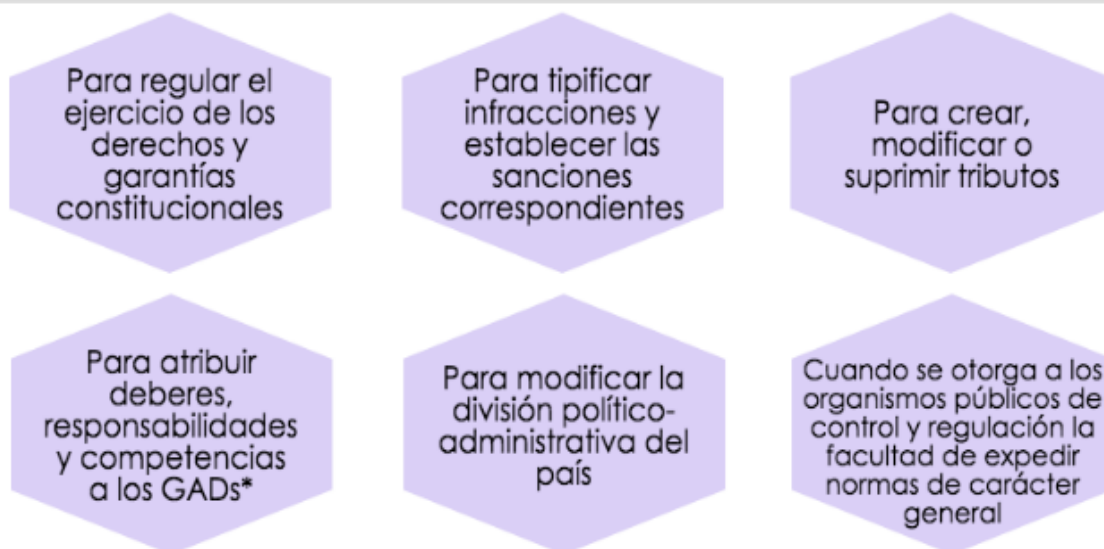 Para regular el
ejercicio de los
derechos y
garantías
constitucionales
Para tipificar
infracciones y
establecer las
sanciones
correspondientes
Para crear,
modificar o
suprimir tributos
Para atribuir
deberes,
responsabilidades
y competencias
a los GADs*
Para modificar la
división político-
administrativa del
país
Cuando se otorga a los
organismos públicos de
control y regulación la
facultad de expedir
normas de carácter
general